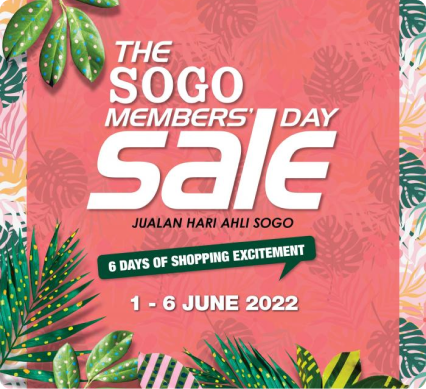 THE
SOGO
MEMBERS' DAY
SALE
JUALAN HARI AHLI SOGO
6 DAYS OF SHOPPING EXCITEMENT
1 - 6 JUNE 2022